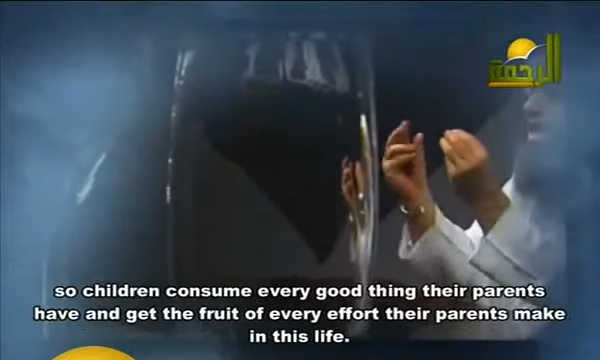 الرحمة
so children consume every good thing their parents
have and get the fruit of every effort their parents make
in this life.